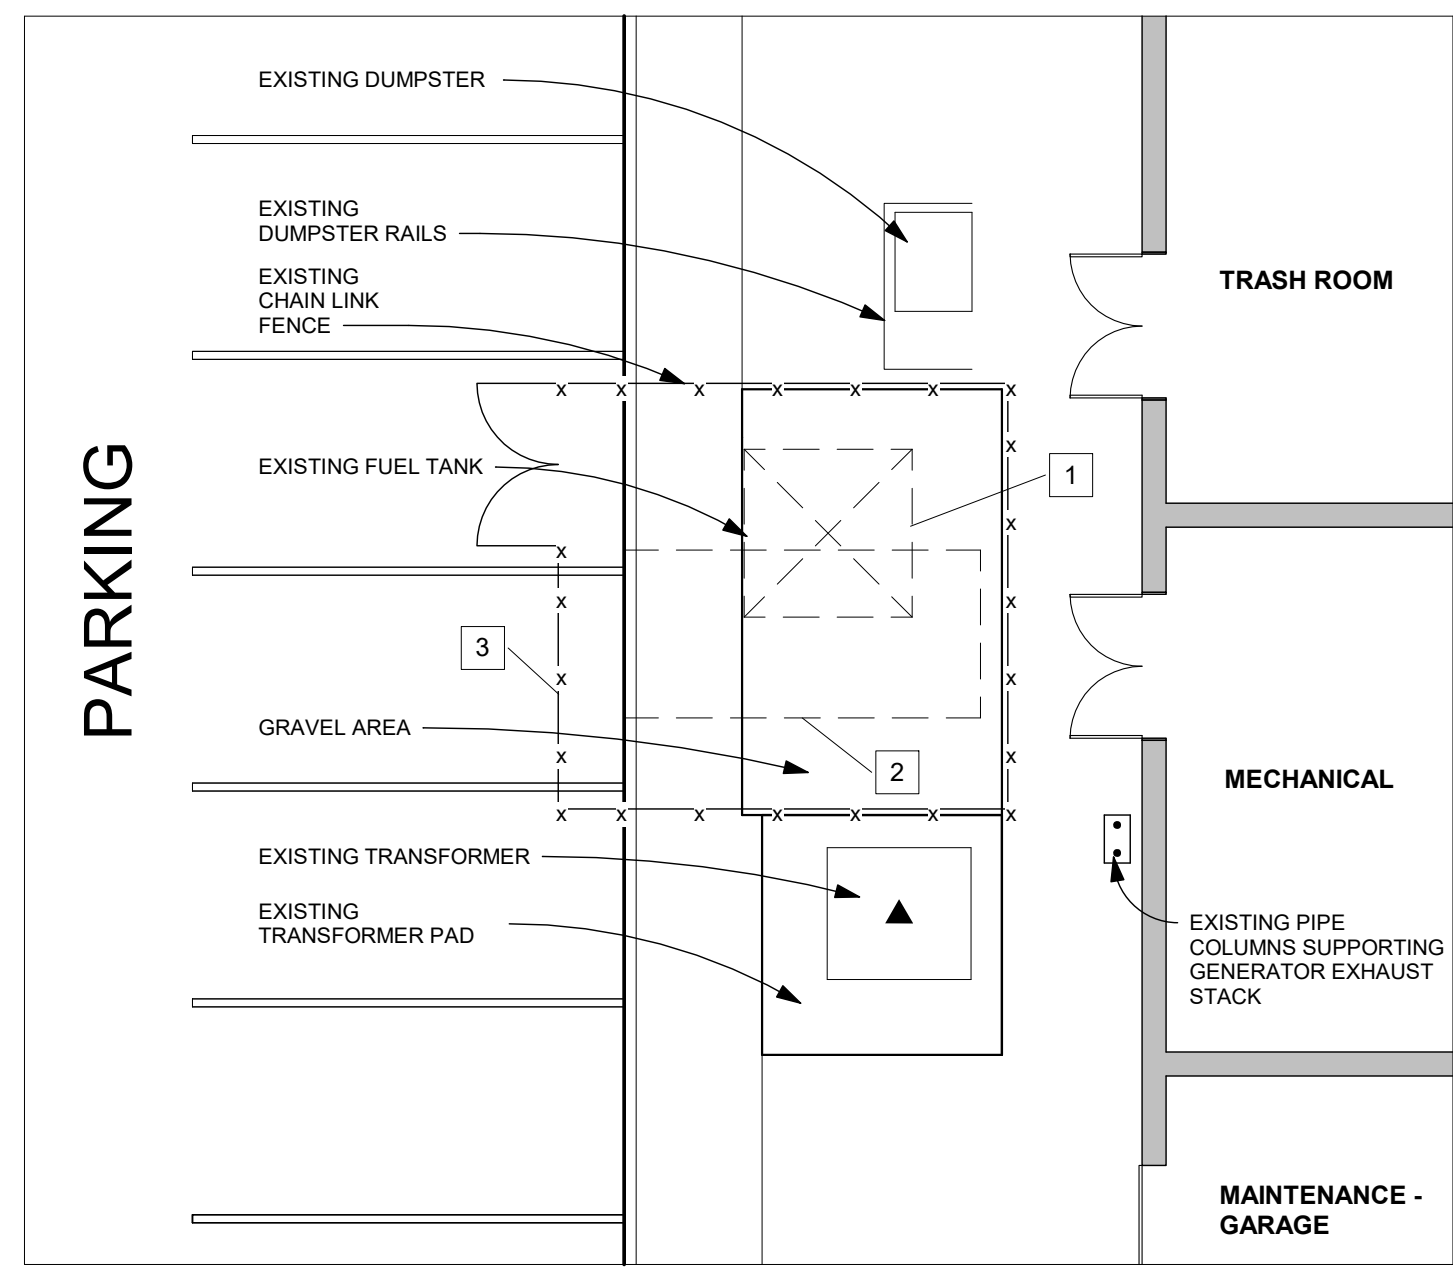 EXISTING DUMPSTER
EXISTING
DUMPSTER RAILS
EXISTING
CHAIN LINK
FENCE
TRASH ROOM
x x x x x x x
x
EXISTING FUEL TANK
1
PARKING
x
x
x
x
3
x
x
GRAVEL AREA
2
MECHANICAL
x
x
x x x x x x x
EXISTING TRANSFORMER
EXISTING
TRANSFORMER PAD
EXISTING PIPE
COLUMNS SUPPORTING
GENERATOR EXHAUST
STACK
MAINTENANCE -
GARAGE